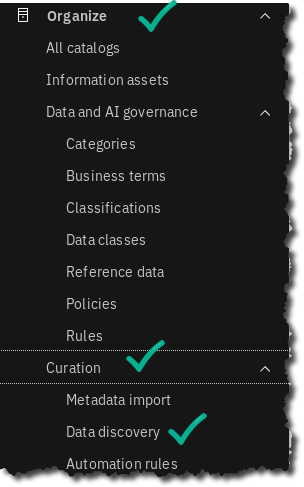 Organize
All catalogs
Information assets
Data and AI governance
Categories
Business terms
Classifications
Data classes
Reference data
Policies
Rules
Curation
Metadata import
Data discovery
Automation rules